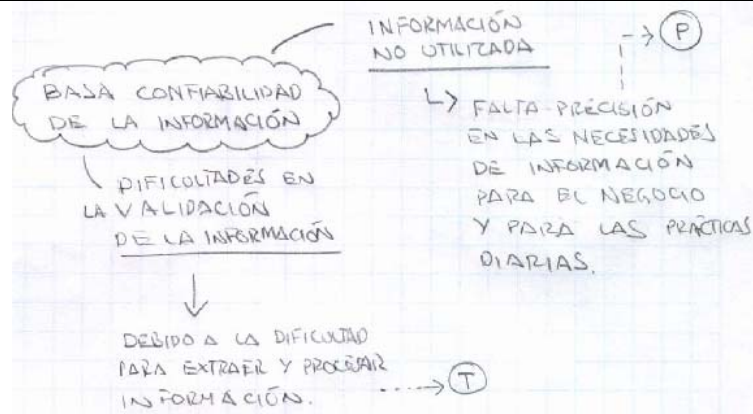 INFORMACIÓN
NO UTILIZADA
P
BAJA CONFIABILIDAD
DE LA INFORMACIÓN
FALTA PRECISIÓN
EN LAS NECESIDADES
DE INFORMACIÓN
PARA EL NEGOCIO
Y PARA LAS PRÁCTICAS
DIARIAS.
DIFICULTADES EN
LA VALIDACIÓN
DE LA INFORMACIÓN
DEBIDO A LA DIFICULTAD
PARA EXTRAER Y PROCESAR
INFORMACIÓN.
T